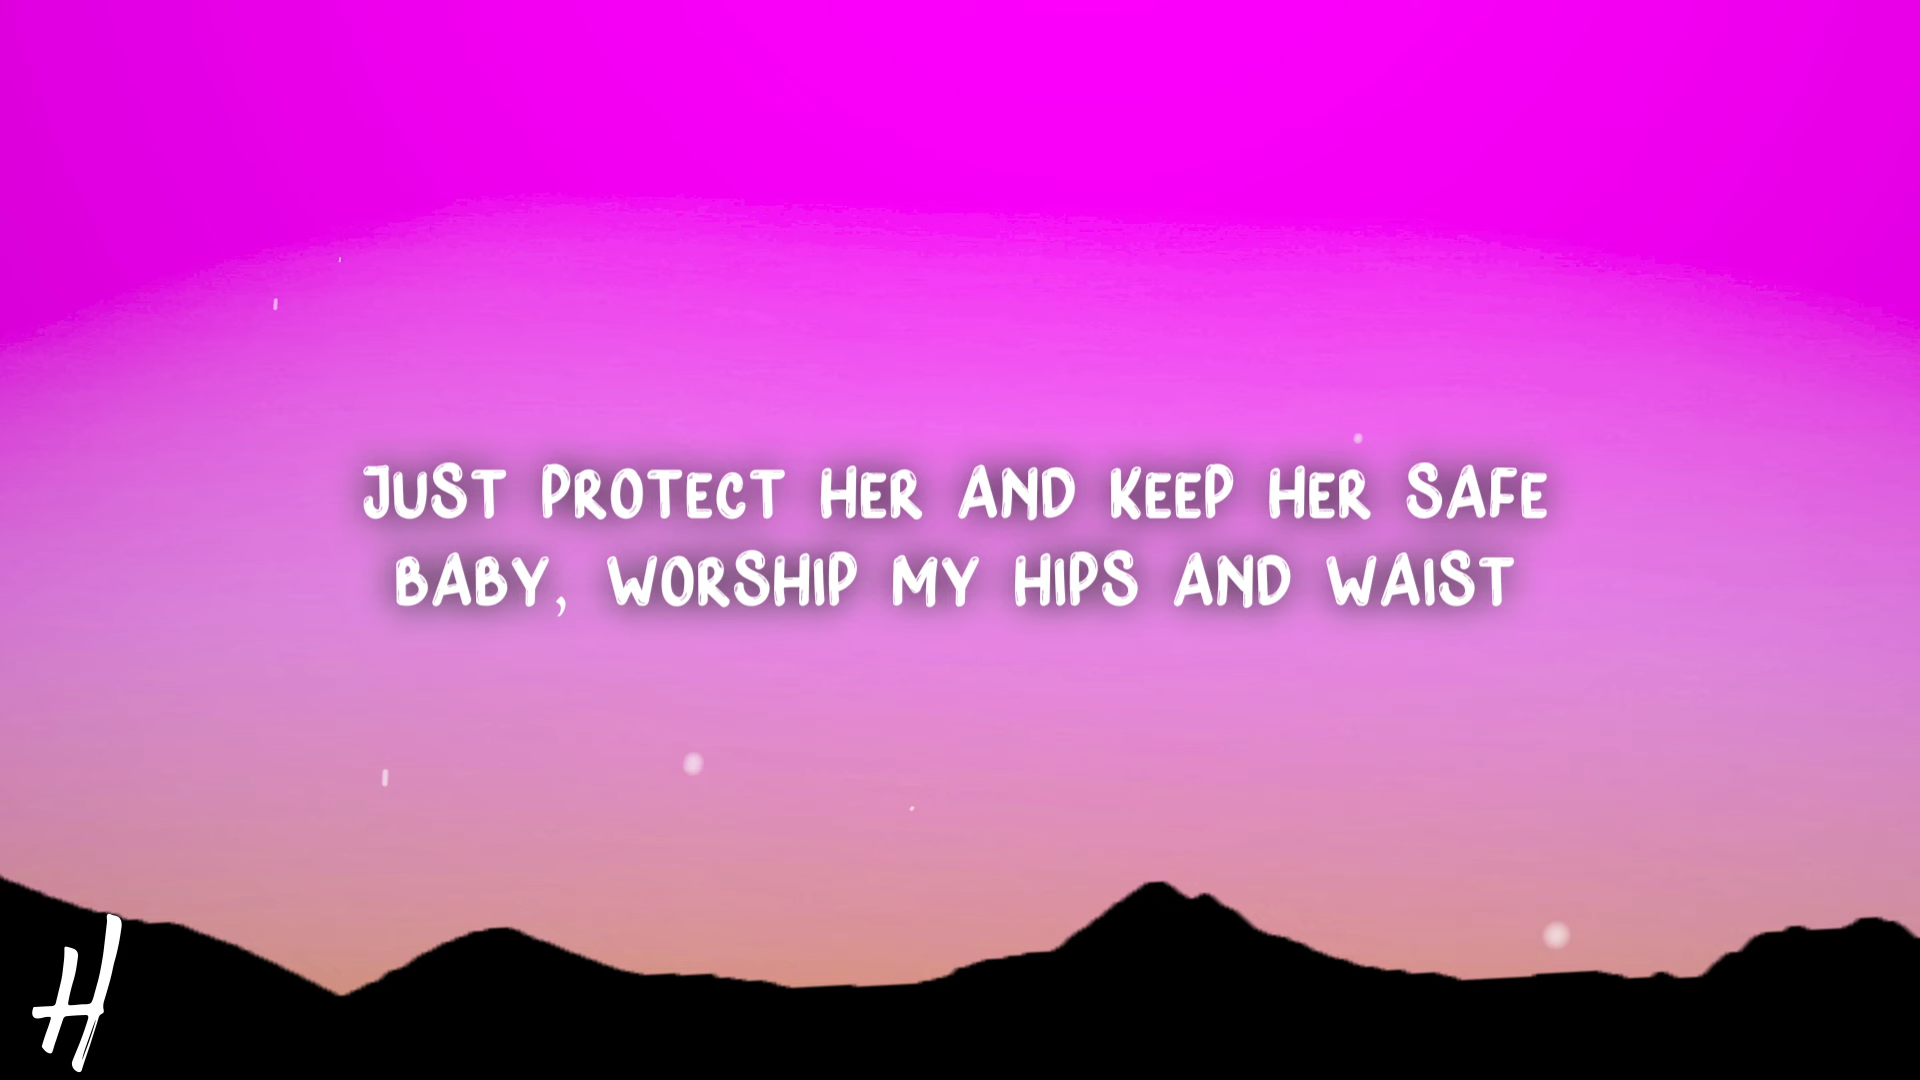 JUST PROTECT HER AND KEEP HER SAFE
BABY, WORSHIP MY HIPS AND WAIST
H